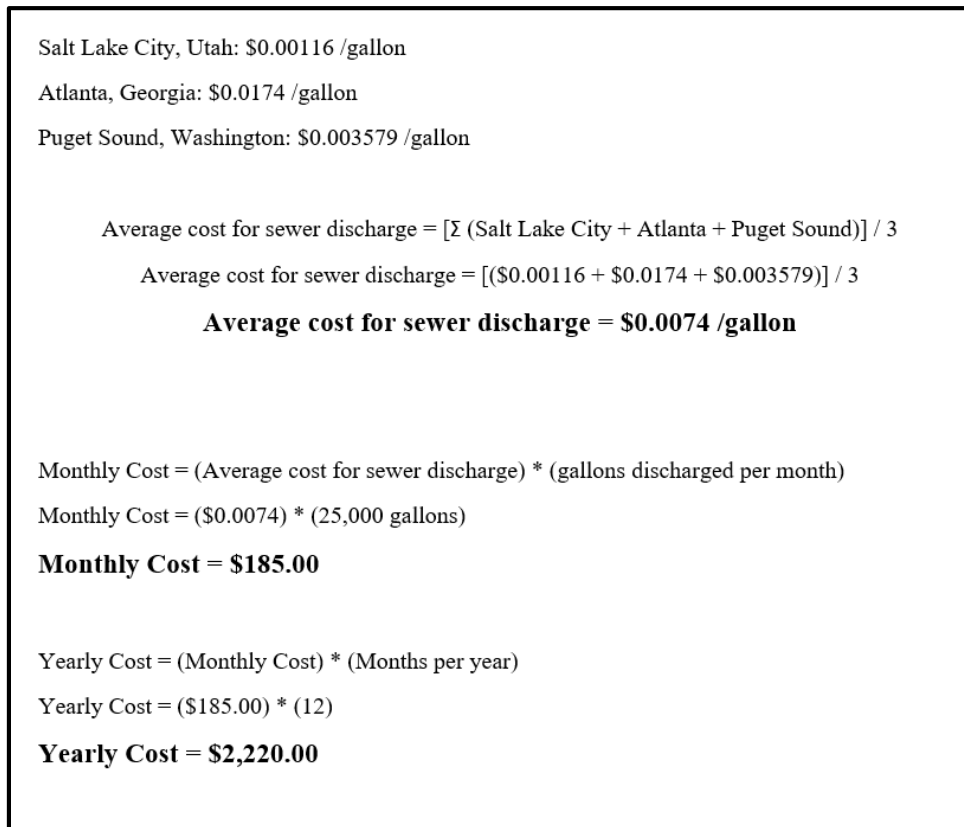 Salt Lake City, Utah: $0.00116 /gallon
Atlanta, Georgia: $0.0174 /gallon
Puget Sound, Washington: $0.003579 /gallon
Average cost for sewer discharge = [Σ (Salt Lake City + Atlanta + Puget Sound)] / 3
Average cost for sewer discharge = [($0.00116 + $0.0174 + $0.003579)] / 3
Average cost for sewer discharge = $0.0074 /gallon
Monthly Cost = (Average cost for sewer discharge) * (gallons discharged per month)
Monthly Cost = ($0.0074) * (25,000 gallons)
Monthly Cost = $185.00
Yearly Cost = (Monthly Cost) * (Months per year)
Yearly Cost = ($185.00) * (12)
Yearly Cost = $2,220.00